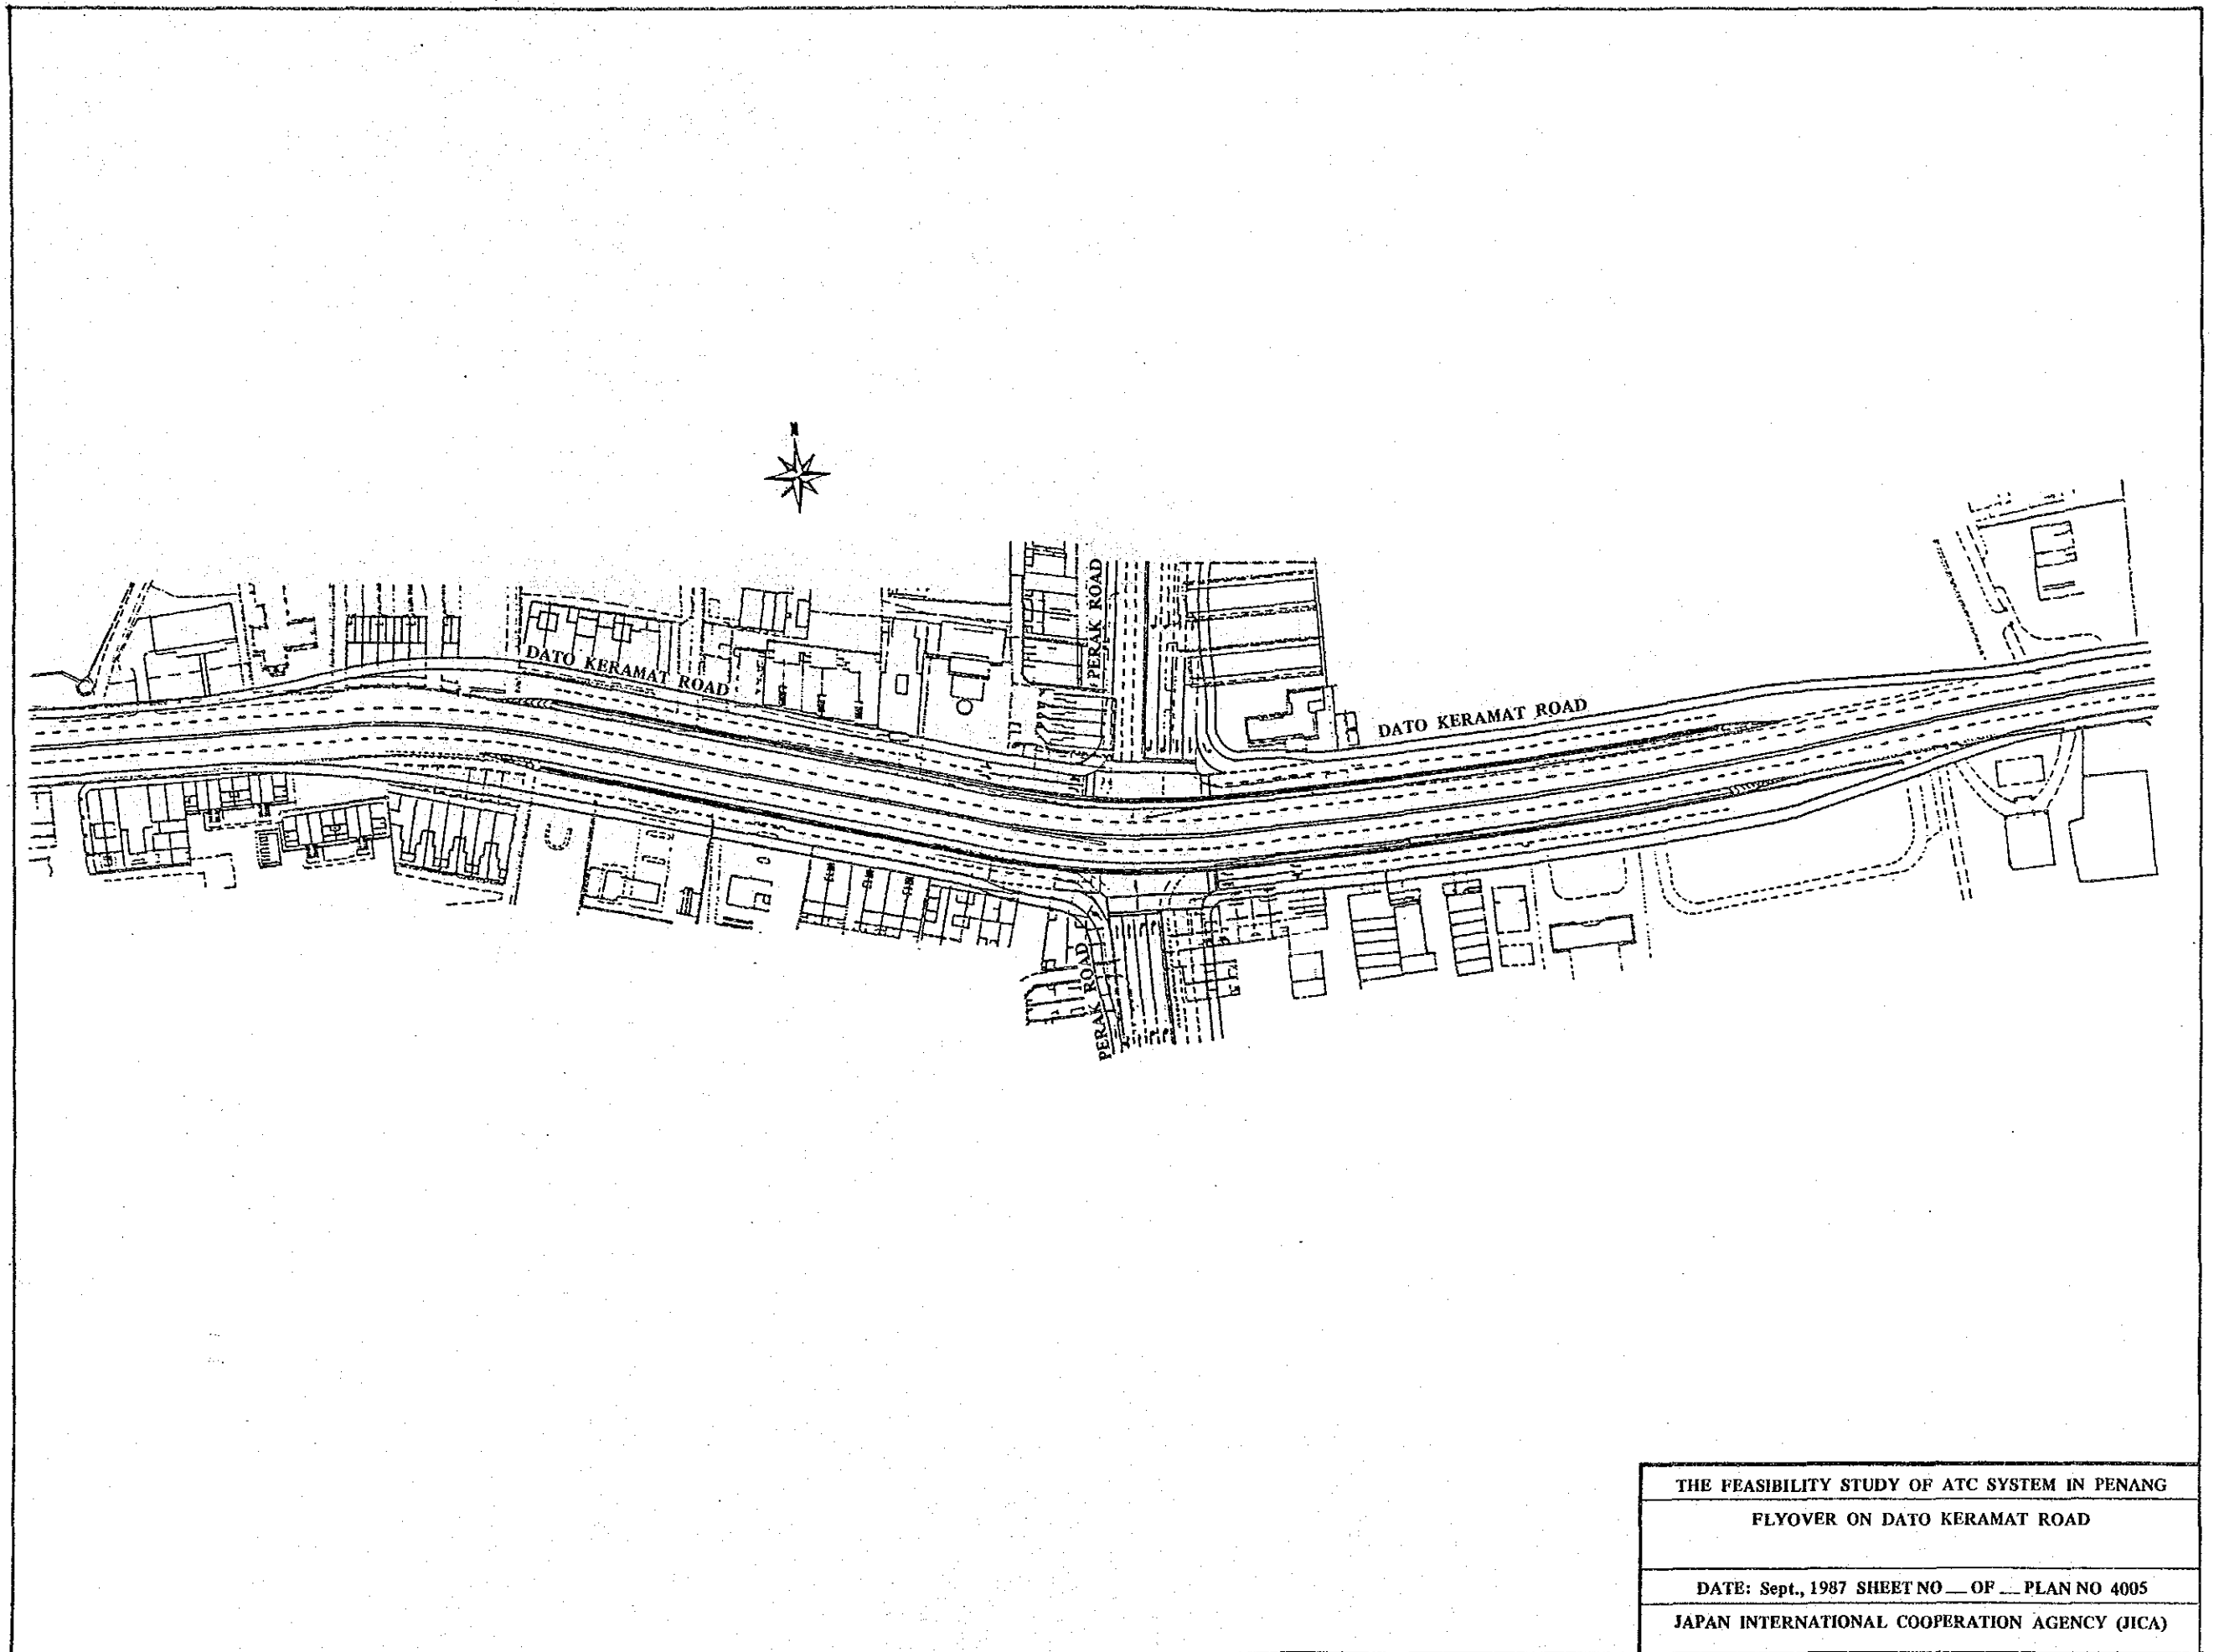 N
PERAK ROAD
DATO KERAMAT ROAD
DATO KERAMAT ROAD
PERAK ROAD
THE FEASIBILITY STUDY OF ATC SYSTEM IN PENANG
FLYOVER ON DATO KERAMAT ROAD
DATE: Sept., 1987 SHEET NO __ OF __ PLAN NO 4005
JAPAN INTERNATIONAL COOPERATION AGENCY (JICA)